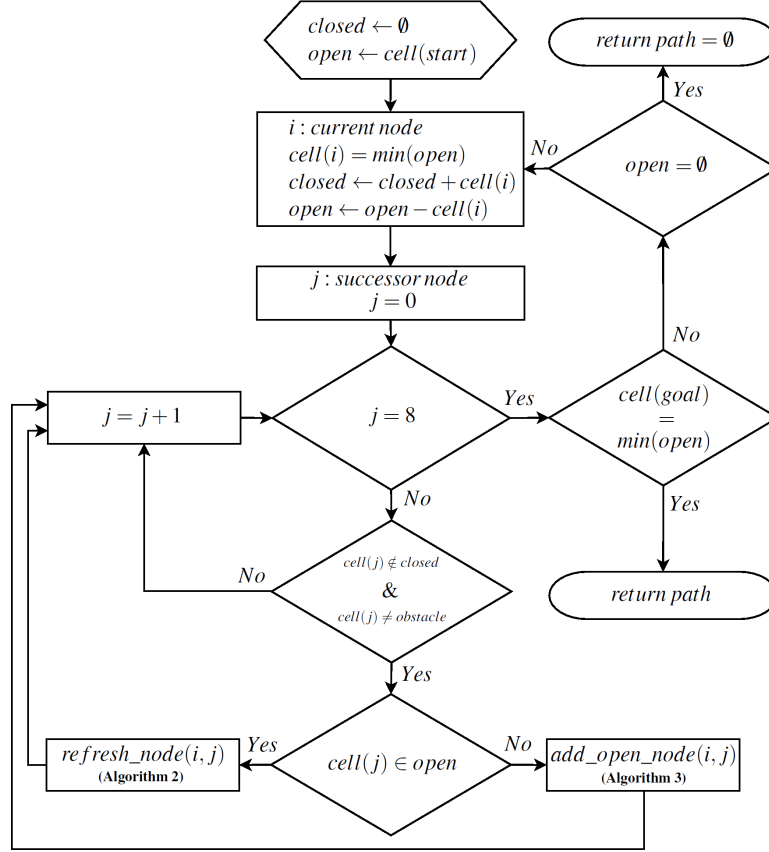 closed ← ∅
open ← cell(start)
return path = ∅
Yes
i : current node
cell(i) = min(open)
closed ← closed + cell(i)
open ← open − cell(i)
No
open = ∅
j : successor node
j = 0
No
j = j + 1
j = 8
Yes
cell(goal)
=
min(open)
No
Yes
cell(j) ∉ closed
&
cell(j) ≠ obstacle
No
return path
Yes
refresh_node(i, j)
(Algorithm 2)
Yes
cell(j) ∈ open
No
add_open_node(i, j)
(Algorithm 3)